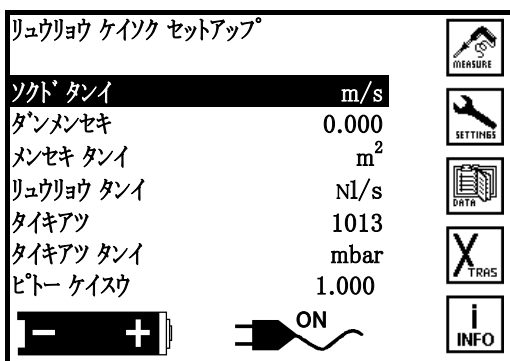 リュウリョウ ケイソク セットアップ
ソクド タンイ m/s
ダンメンセキ 0.000
メンセキ タンイ m²
リュウリョウ タンイ Nl/s
タイキアツ 1013
タイキアツ タンイ mbar
ピトー ケイスウ 1.000
− +
ON
MEASURE
SETTINGS
DATA
XTRAS
i
INFO